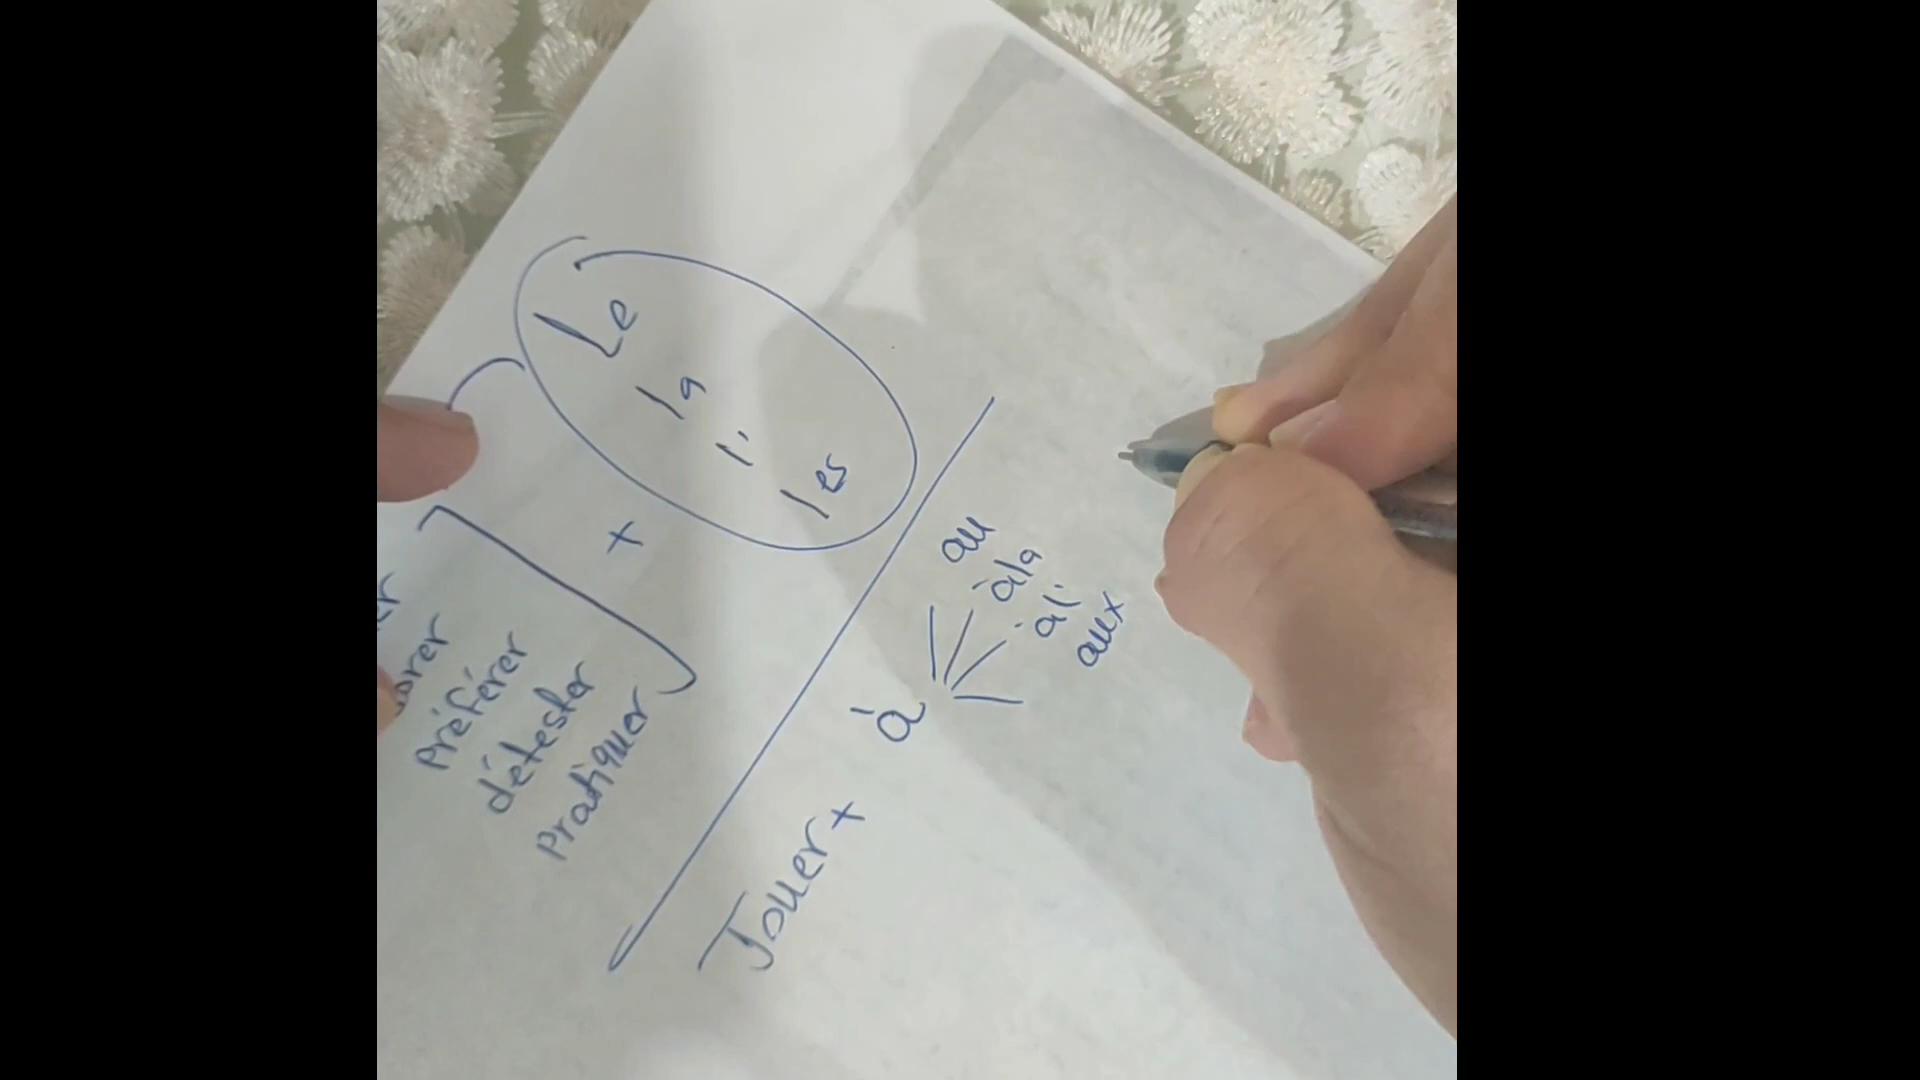 préférer
détester
pratiquer
+
Le
la
l'
les
Jouer + à
au
à la
à l'
aux